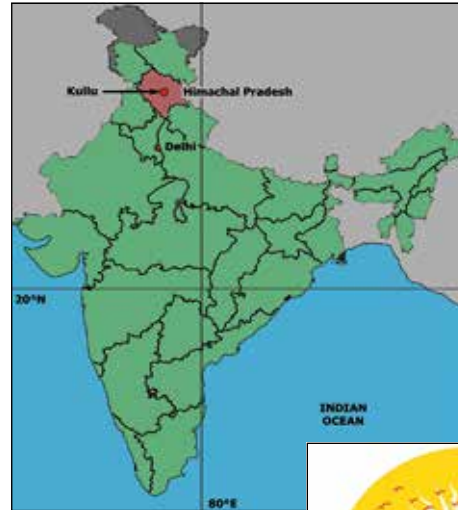 Kullu
Himachal Pradesh
Delhi
20°N
INDIAN
OCEAN
80°E